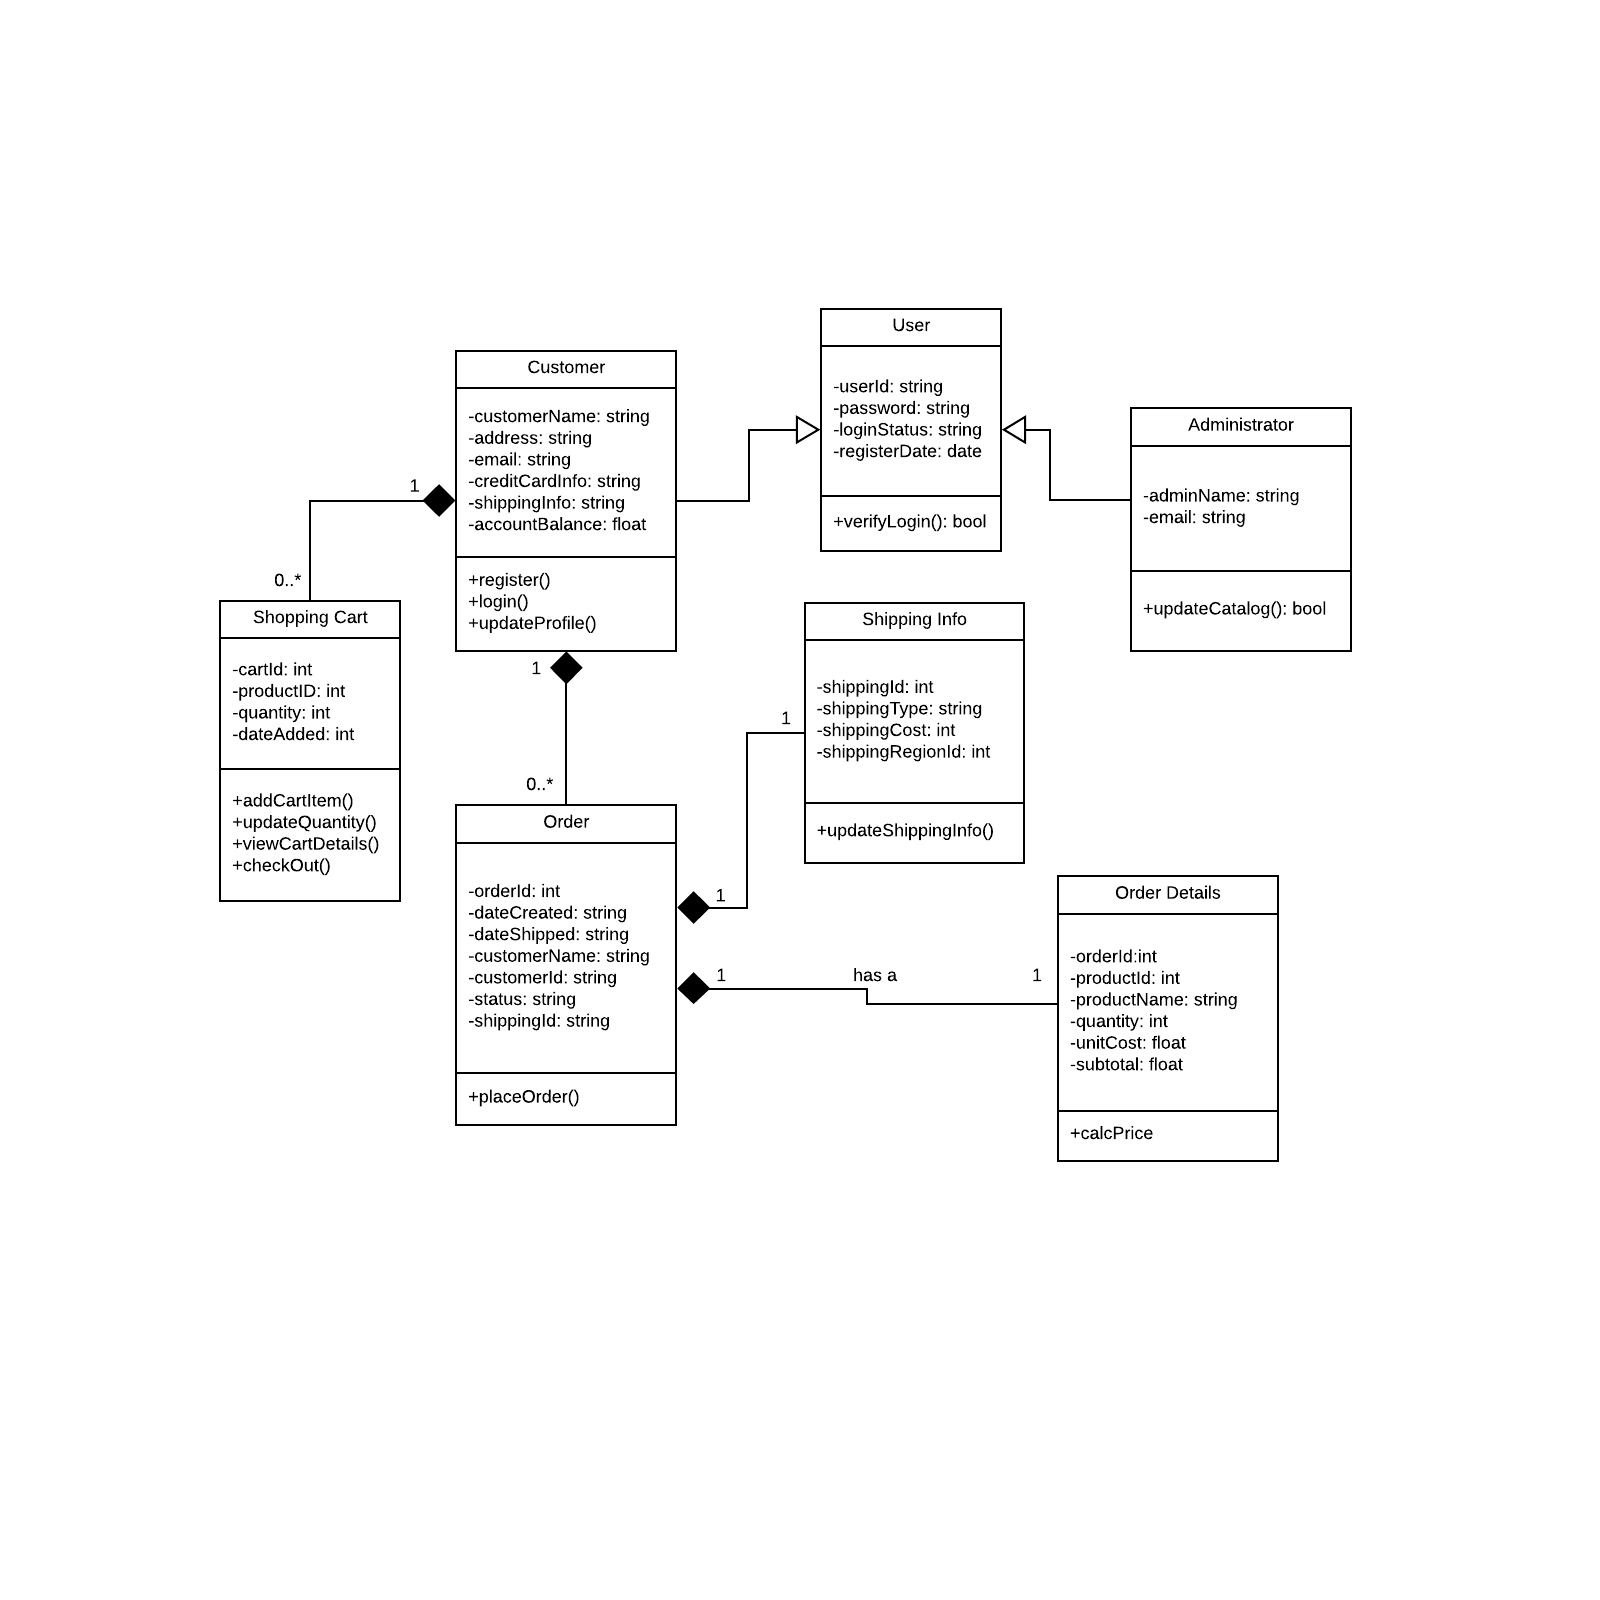 User
-userId: string
-password: string
-loginStatus: string
-registerDate: date
+verifyLogin(): bool
Customer
-customerName: string
-address: string
-email: string
-creditCardInfo: string
-shippingInfo: string
-accountBalance: float
+register()
+login()
+updateProfile()
Administrator
-adminName: string
-email: string
+updateCatalog(): bool
1
0..*
Shopping Cart
-cartId: int
-productID: int
-quantity: int
-dateAdded: int
+addCartItem()
+updateQuantity()
+viewCartDetails()
+checkOut()
1
0..*
Shipping Info
-shippingId: int
-shippingType: string
-shippingCost: int
-shippingRegionId: int
+updateShippingInfo()
1
1
Order
-orderId: int
-dateCreated: string
-dateShipped: string
-customerName: string
-customerId: string
-status: string
-shippingId: string
+placeOrder()
1 has a 1
Order Details
-orderId:int
-productId: int
-productName: string
-quantity: int
-unitCost: float
-subtotal: float
+calcPrice